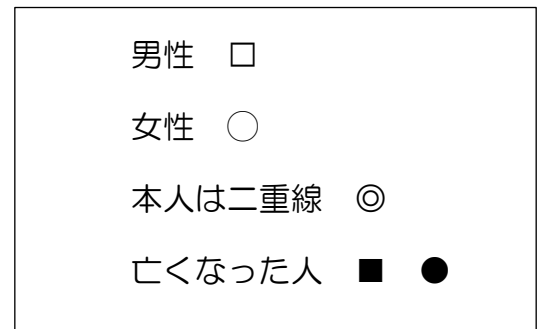 男性 □
女性 ○
本人は二重線 ◎
亡くなった人 ■ ●